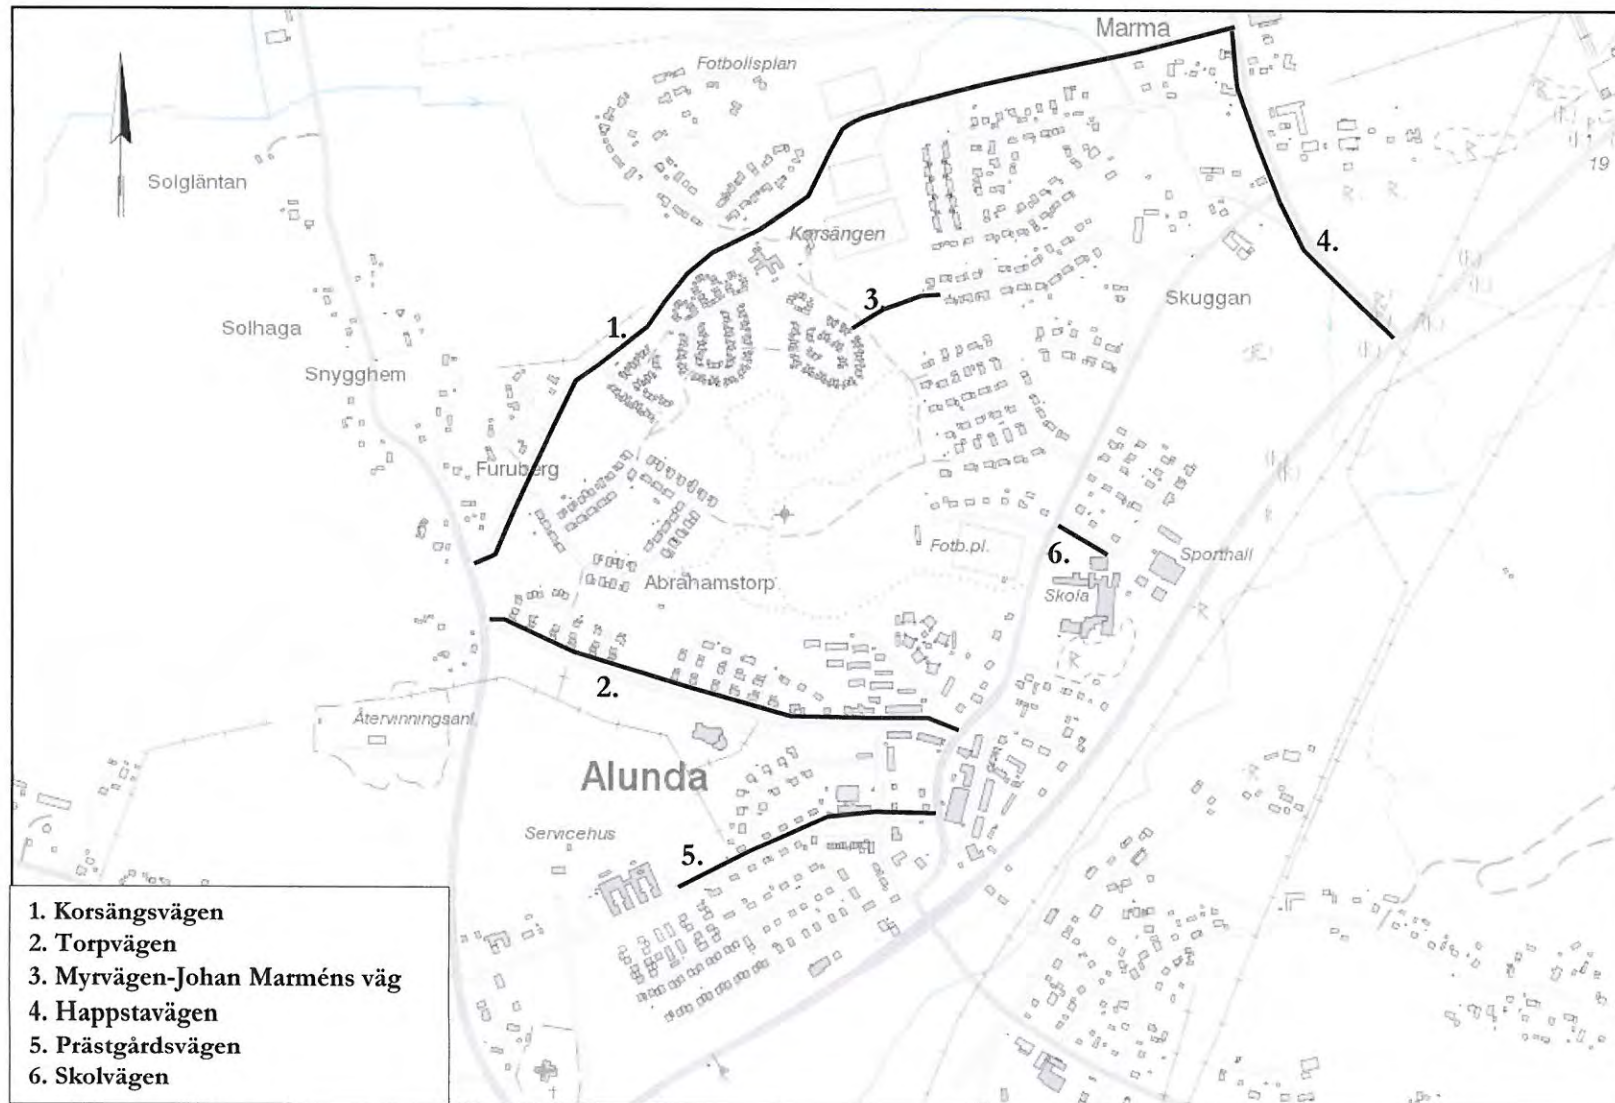 Marma
Fotbollsplan
Solgläntan
19
Korsängen
4.
3.
Skuggan
Solhaga
1.
Snygghem
Furuberg
Fotb.pl.
6.
Sporthall
Abrahamstorp
Skola
2.
Återvinningsanl.
Alunda
Servicehus
5.
1. Korsängsvägen
2. Torpvägen
3. Myrvägen-Johan Marméns väg
4. Happstavägen
5. Prästgårdsvägen
6. Skolvägen